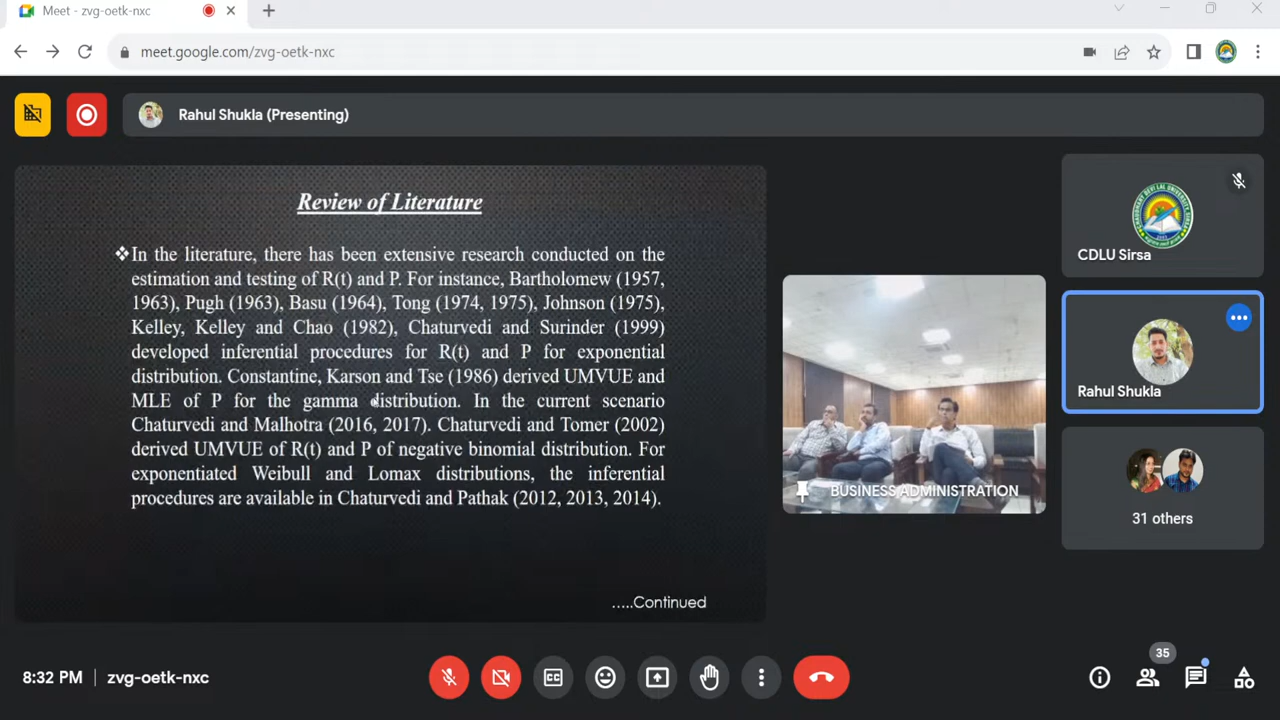 Meet - zvg-oetk-nxc
meet.google.com/zvg-oetk-nxc
Rahul Shukla (Presenting)
Review of Literature
❖In the literature, there has been extensive research conducted on the
estimation and testing of R(t) and P. For instance, Bartholomew (1957,
1963), Pugh (1963), Basu (1964), Tong (1974, 1975), Johnson (1975),
Kelley, Kelley and Chao (1982), Chaturvedi and Surinder (1999)
developed inferential procedures for R(t) and P for exponential
distribution. Constantine, Karson and Tse (1986) derived UMVUE and
MLE of P for the gamma distribution. In the current scenario
Chaturvedi and Malhotra (2016, 2017). Chaturvedi and Tomer (2002)
derived UMVUE of R(t) and P of negative binomial distribution. For
exponentiated Weibull and Lomax distributions, the inferential
procedures are available in Chaturvedi and Pathak (2012, 2013, 2014).
.....Continued
BUSINESS ADMINISTRATION
CDLU Sirsa
Rahul Shukla
31 others
8:32 PM | zvg-oetk-nxc
CC
35